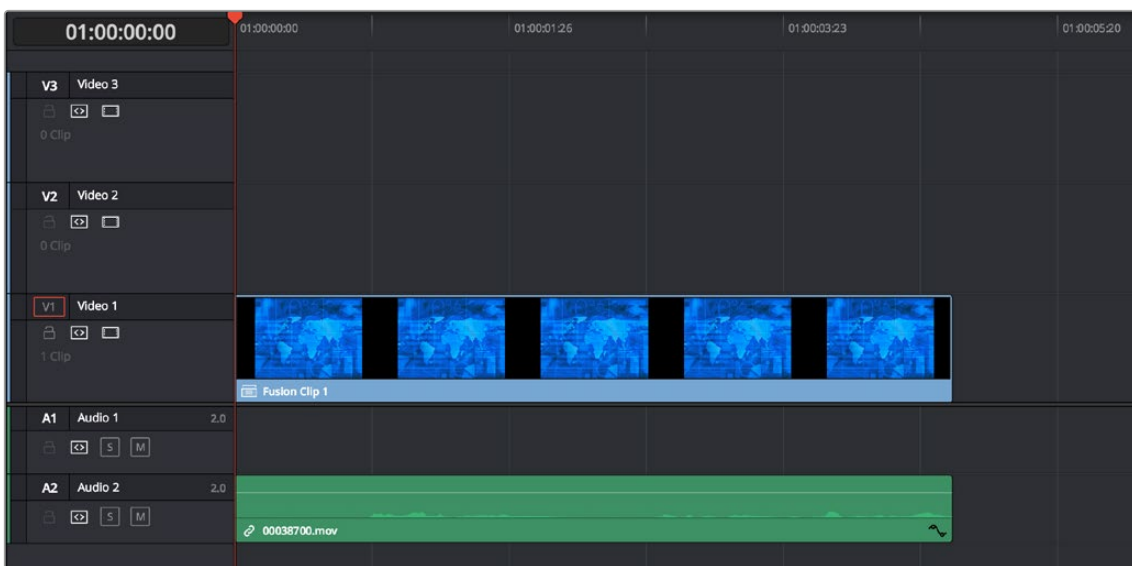 01:00:00:00
01:00:00:00 01:00:01:26 01:00:03:23 01:00:05:20
V3 Video 3
0 Clip
V2 Video 2
0 Clip
V1 Video 1
1 Clip
Fusion Clip 1
A1 Audio 1 2.0
S M
A2 Audio 2 2.0
S M
00038700.mov